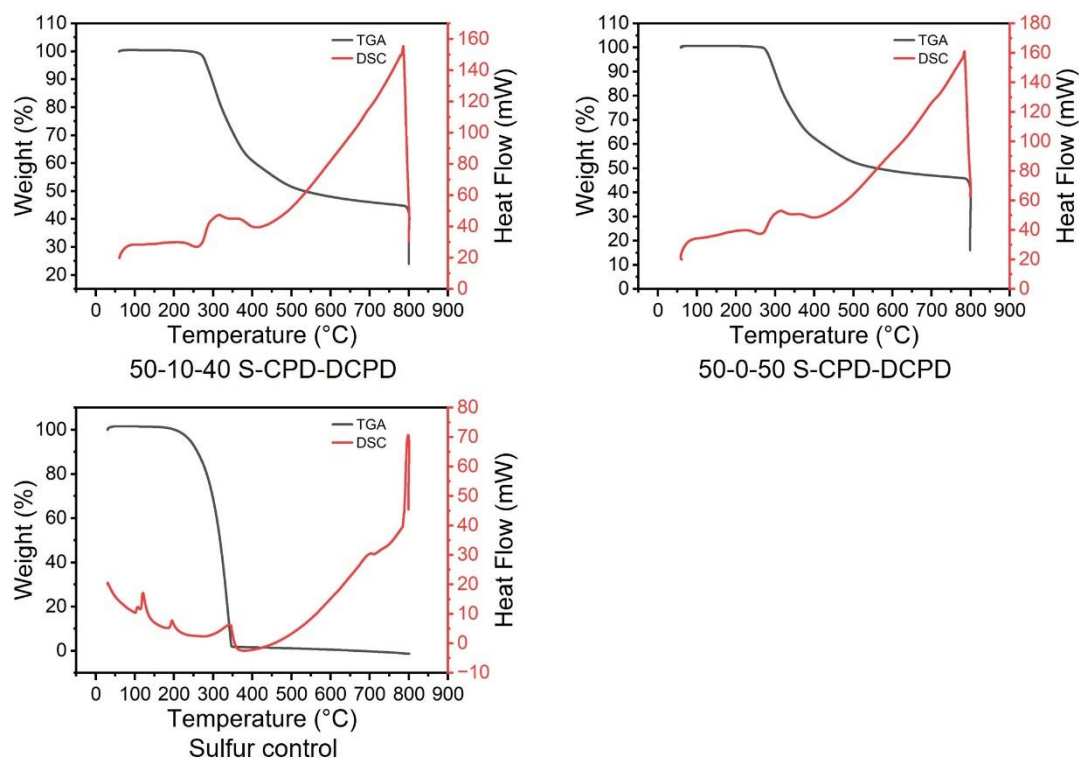 110
100
90
80
70
60
50
40
30
20
Weight (%)
TGA
DSC
160
140
120
100
80
60
40
20
0
Heat Flow (mW)
0 100 200 300 400 500 600 700 800 900
Temperature (°C)
50-10-40 S-CPD-DCPD
110
100
90
80
70
60
50
40
30
20
10
0
Weight (%)
TGA
DSC
180
160
140
120
100
80
60
40
20
0
Heat Flow (mW)
0 100 200 300 400 500 600 700 800 900
Temperature (°C)
50-0-50 S-CPD-DCPD
100
80
60
40
20
0
Weight (%)
TGA
DSC
80
70
60
50
40
30
20
10
0
−10
Heat Flow (mW)
0 100 200 300 400 500 600 700 800 900
Temperature (°C)
Sulfur control